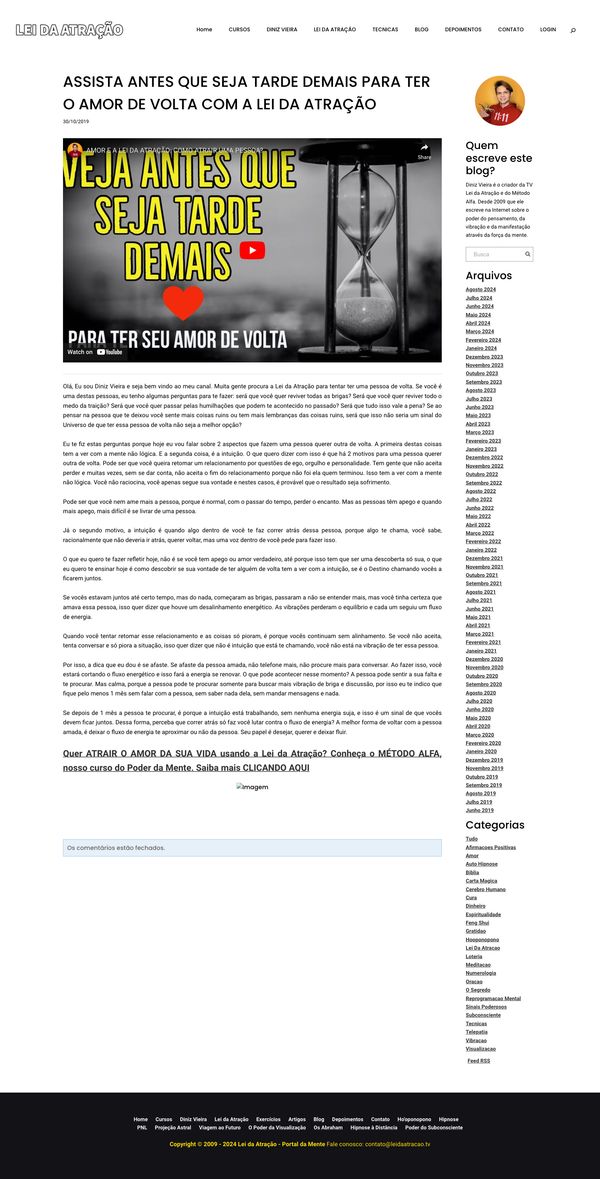 LEI DA ATRAÇÃO
Home CURSOS DINIZ VIEIRA LEI DA ATRAÇÃO TECNICAS BLOG DEPOIMENTOS CONTATO LOGIN
ASSISTA ANTES QUE SEJA TARDE DEMAIS PARA TER
O AMOR DE VOLTA COM A LEI DA ATRAÇÃO
30/10/2019
AMOR E A LEI DA ATRAÇÃO: COMO ATRAIR UMA PESSOA?
Share
VEJA ANTES QUE
SEJA TARDE
DEMAIS
PARA TER SEU AMOR DE VOLTA
Watch on YouTube
Olá, Eu sou Diniz Vieira e seja bem vindo ao meu canal. Muita gente procura a Lei da Atração para tentar ter uma pessoa de volta. Se você é
uma destas pessoas, eu tenho algumas perguntas para te fazer: será que você quer reviver todas as brigas? Será que você quer reviver todo o
medo da traição? Será que você quer passar pelas humilhações que podem te acontecido no passado? Será que tudo isso vale a pena? Se ao
pensar na pessoa que te deixou você sente mais coisas ruins ou tem mais lembranças das coisas ruins, será que isso não seria um sinal do
Universo de que ter essa pessoa de volta não seja a melhor opção?
Eu te fiz estas perguntas porque hoje eu vou falar sobre 2 aspectos que fazem uma pessoa querer outra de volta. A primeira destas coisas
tem a ver com a mente não lógica. E a segunda coisa, é a intuição. O que quero dizer com isso é que há 2 motivos para uma pessoa querer
outra de volta. Pode ser que você queira retomar um relacionamento por questões de ego, orgulho e personalidade. Tem gente que não aceita
perder e muitas vezes, sem se dar conta, não aceita o fim do relacionamento porque não foi ela quem terminou. Isso tem a ver com a mente
não lógica. Você não raciocina, você apenas segue sua vontade e nestes casos, é provável que o resultado seja sofrimento.
Pode ser que você nem ame mais a pessoa, porque é normal, com o passar do tempo, perder o encanto. Mas as pessoas têm apego e quando
mais apego, mais difícil é se livrar de uma pessoa.
Já o segundo motivo, a intuição é quando algo dentro de você te faz correr atrás dessa pessoa, porque algo te chama, você sabe,
racionalmente que não deveria ir atrás, querer voltar, mas uma voz dentro de você pede para fazer isso.
O que eu quero te fazer refletir hoje, não é se você tem apego ou amor verdadeiro, até porque isso tem que ser uma descoberta só sua, o que
eu quero te ensinar hoje é como descobrir se sua vontade de ter alguém de volta tem a ver com a intuição, se é o Destino chamando vocês a
ficarem juntos.
Se vocês estavam juntos até certo tempo, mas do nada, começaram as brigas, passaram a não se entender mais, mas você tinha certeza que
amava essa pessoa, isso quer dizer que houve um desalinhamento energético. As vibrações perderam o equilíbrio e cada um seguiu um fluxo
de energia.
Quando você tentar retomar esse relacionamento e as coisas só pioram, é porque vocês continuam sem alinhamento. Se você não aceita,
tenta conversar e só piora a situação, isso quer dizer que não é intuição que está te chamando, você não está na vibração de ter essa pessoa.
Por isso, a dica que eu dou é se afaste. Se afaste da pessoa amada, não telefone mais, não procure mais para conversar. Ao fazer isso, você
estará cortando o fluxo energético e isso fará a energia se renovar. O que pode acontecer nesse momento? A pessoa pode sentir a sua falta e
te procurar. Mas calma, porque a pessoa pode te procurar somente para buscar mais vibração de briga e discussão, por isso eu te indico que
fique pelo menos 1 mês sem falar com a pessoa, sem saber nada dela, sem mandar mensagens e nada.
Se depois de 1 mês a pessoa te procurar, é porque a intuição está trabalhando, sem nenhuma energia suja, e isso é um sinal de que vocês
devem ficar juntos. Dessa forma, perceba que correr atrás só faz você lutar contra o fluxo de energia? A melhor forma de voltar com a pessoa
amada, é deixar o fluxo de energia te aproximar ou não da pessoa. Seu papel é desejar, querer e deixar fluir.
Quer ATRAIR O AMOR DA SUA VIDA usando a Lei da Atração? Conheça o MÉTODO ALFA,
nosso curso do Poder da Mente. Saiba mais CLICANDO AQUI
Imagem
Os comentários estão fechados.
11:11
Quem
escreve este
blog?
Diniz Vieira é o criador da TV
Lei da Atração e do Método
Alfa. Desde 2009 que ele
escreve na Internet sobre o
poder do pensamento, da
vibração e da manifestação
através da força da mente.
Busca
Arquivos
Agosto 2024
Julho 2024
Junho 2024
Maio 2024
Abril 2024
Março 2024
Fevereiro 2024
Janeiro 2024
Dezembro 2023
Novembro 2023
Outubro 2023
Setembro 2023
Agosto 2023
Julho 2023
Junho 2023
Maio 2023
Abril 2023
Março 2023
Fevereiro 2023
Janeiro 2023
Dezembro 2022
Novembro 2022
Outubro 2022
Setembro 2022
Agosto 2022
Julho 2022
Junho 2022
Maio 2022
Abril 2022
Março 2022
Fevereiro 2022
Janeiro 2022
Dezembro 2021
Novembro 2021
Outubro 2021
Setembro 2021
Agosto 2021
Julho 2021
Junho 2021
Maio 2021
Abril 2021
Março 2021
Fevereiro 2021
Janeiro 2021
Dezembro 2020
Novembro 2020
Outubro 2020
Setembro 2020
Agosto 2020
Julho 2020
Junho 2020
Maio 2020
Abril 2020
Março 2020
Fevereiro 2020
Janeiro 2020
Dezembro 2019
Novembro 2019
Outubro 2019
Setembro 2019
Agosto 2019
Julho 2019
Junho 2019
Categorias
Tudo
Afirmacoes Positivas
Amor
Auto Hipnose
Bíblia
Carta Magica
Cerebro Humano
Cura
Dinheiro
Espiritualidade
Feng Shui
Gratidao
Hooponopono
Lei Da Atracao
Loteria
Meditacao
Numerologia
Oracao
O Segredo
Reprogramacao Mental
Sinais Poderosos
Subconsciente
Tecnicas
Telepatia
Vibracao
Visualizacao
Feed RSS
Home Cursos Diniz Vieira Lei da Atração Exercícios Artigos Blog Depoimentos Contato Ho'oponopono Hipnose
PNL Projeção Astral Viagem ao Futuro O Poder da Visualização Os Abraham Hipnose à Distância Poder do Subconsciente
Copyright © 2009 - 2024 Lei da Atração - Portal da Mente Fale conosco: contato@leidaatracao.tv